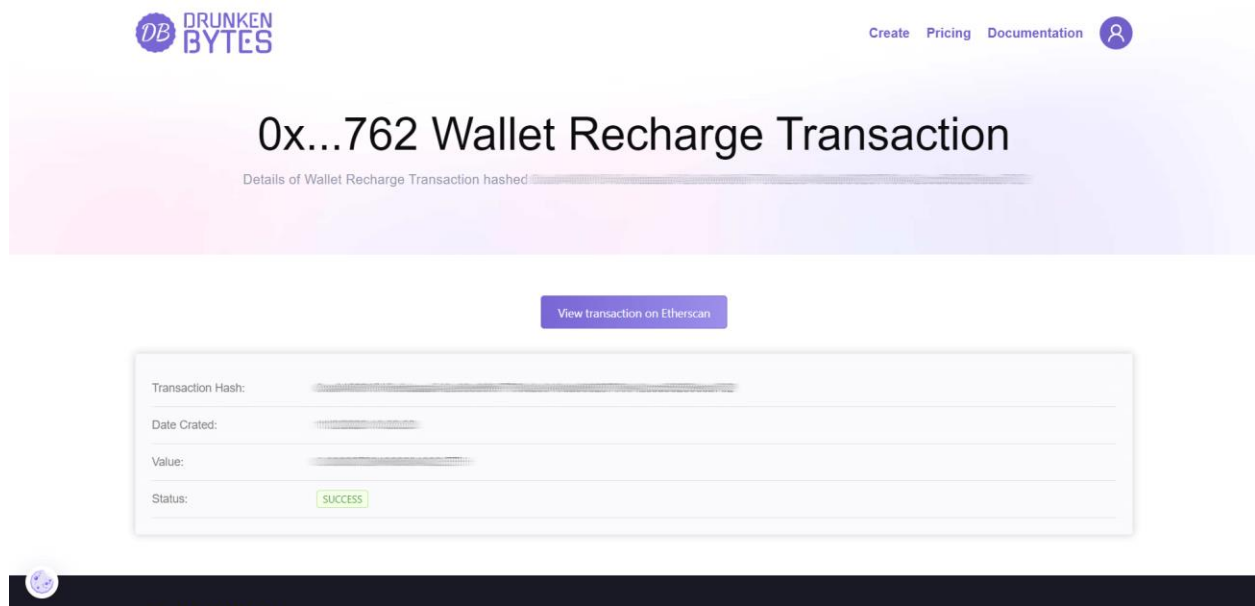 DB DRUNKEN
BYTES
Create Pricing Documentation
0x...762 Wallet Recharge Transaction
Details of Wallet Recharge Transaction hashed
View transaction on Etherscan
Transaction Hash:
Date Crated:
Value:
Status: SUCCESS